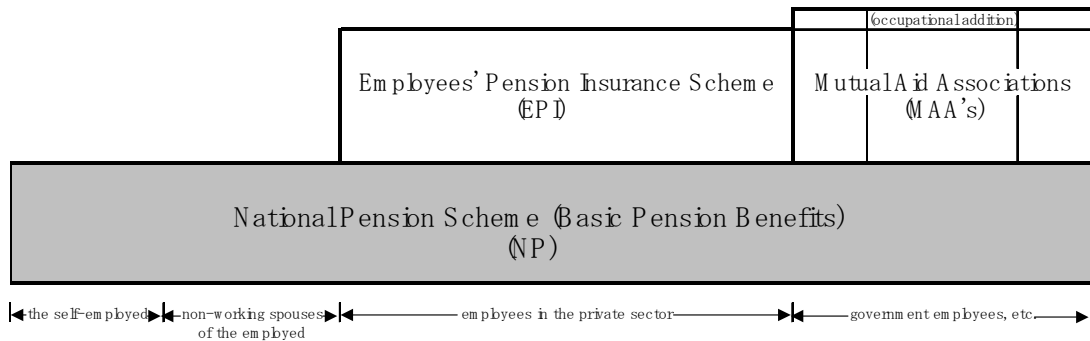 (occupational addition)
Employees' Pension Insurance Scheme
(EPI)
Mutual Aid Associations
(MAA's)
National Pension Scheme (Basic Pension Benefits)
(NP)
the self-employed
non-working spouses
of the employed
employees in the private sector
government employees, etc.